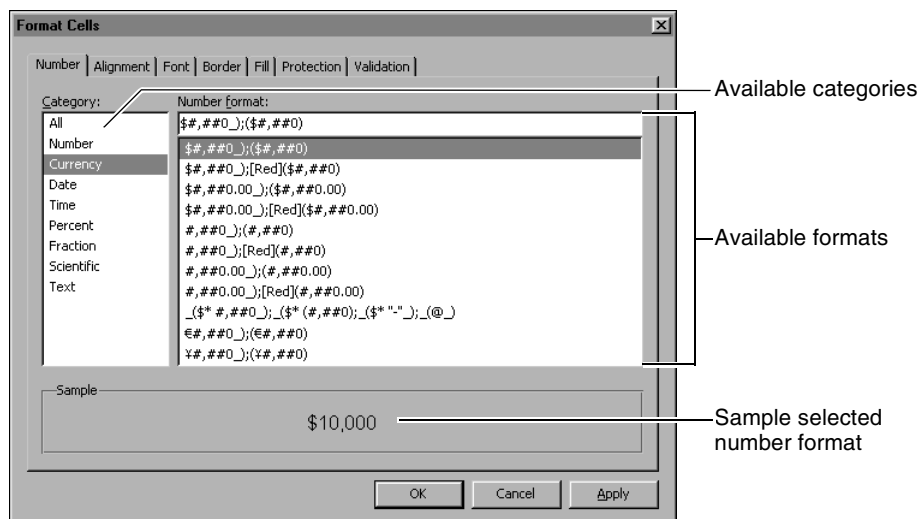 Format Cells
Number Alignment Font Border Fill Protection Validation
Category:
All
Number
Currency
Date
Time
Percent
Fraction
Scientific
Text
Number format:
$#,##0_);($#,##0)
$#,##0_);($#,##0)
$#,##0_);[Red]($#,##0)
$#,##0.00_);($#,##0.00)
$#,##0.00_);[Red]($#,##0.00)
#,##0_);(#,##0)
#,##0_);[Red](#,##0)
#,##0.00_);(#,##0.00)
#,##0.00_);[Red](#,##0.00)
_($* #,##0_);_($* (#,##0);_($* "-"_);_(@_)
€#,##0_);(€#,##0)
¥#,##0_);(¥#,##0)
Sample
$10,000
OK Cancel Apply
Available categories
Available formats
Sample selected
number format